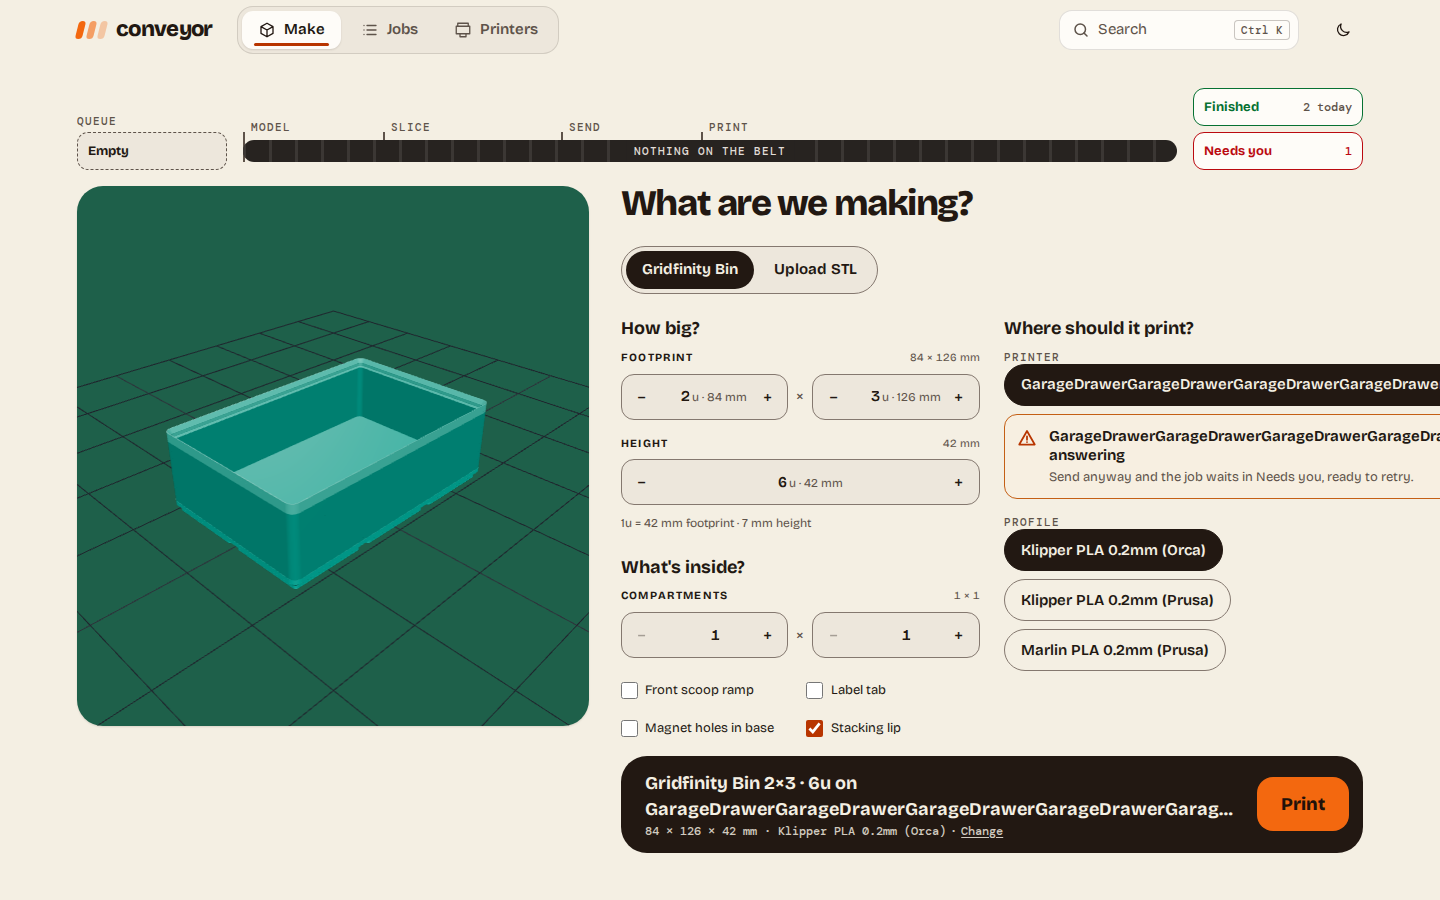 conveyor
Make
Jobs
Printers
Search
Ctrl K
QUEUE
Empty
MODEL
SLICE
SEND
PRINT
NOTHING ON THE BELT
Finished 2 today
Needs you 1
What are we making?
Gridfinity Bin
Upload STL
How big?
FOOTPRINT 84 × 126 mm
− 2 u · 84 mm + × − 3 u · 126 mm +
HEIGHT 42 mm
− 6 u · 42 mm +
1u = 42 mm footprint · 7 mm height
What's inside?
COMPARTMENTS 1 × 1
− 1 + × − 1 +
Front scoop ramp
Label tab
Magnet holes in base
Stacking lip
Where should it print?
PRINTER
GarageDrawerGarageDrawerGarageDrawerGarageDrawer
GarageDrawerGarageDrawerGarageDrawerGarageDra
answering
Send anyway and the job waits in Needs you, ready to retry.
PROFILE
Klipper PLA 0.2mm (Orca)
Klipper PLA 0.2mm (Prusa)
Marlin PLA 0.2mm (Prusa)
Gridfinity Bin 2×3 · 6u on
GarageDrawerGarageDrawerGarageDrawerGarageDrawerGarag...
84 × 126 × 42 mm · Klipper PLA 0.2mm (Orca) · Change
Print